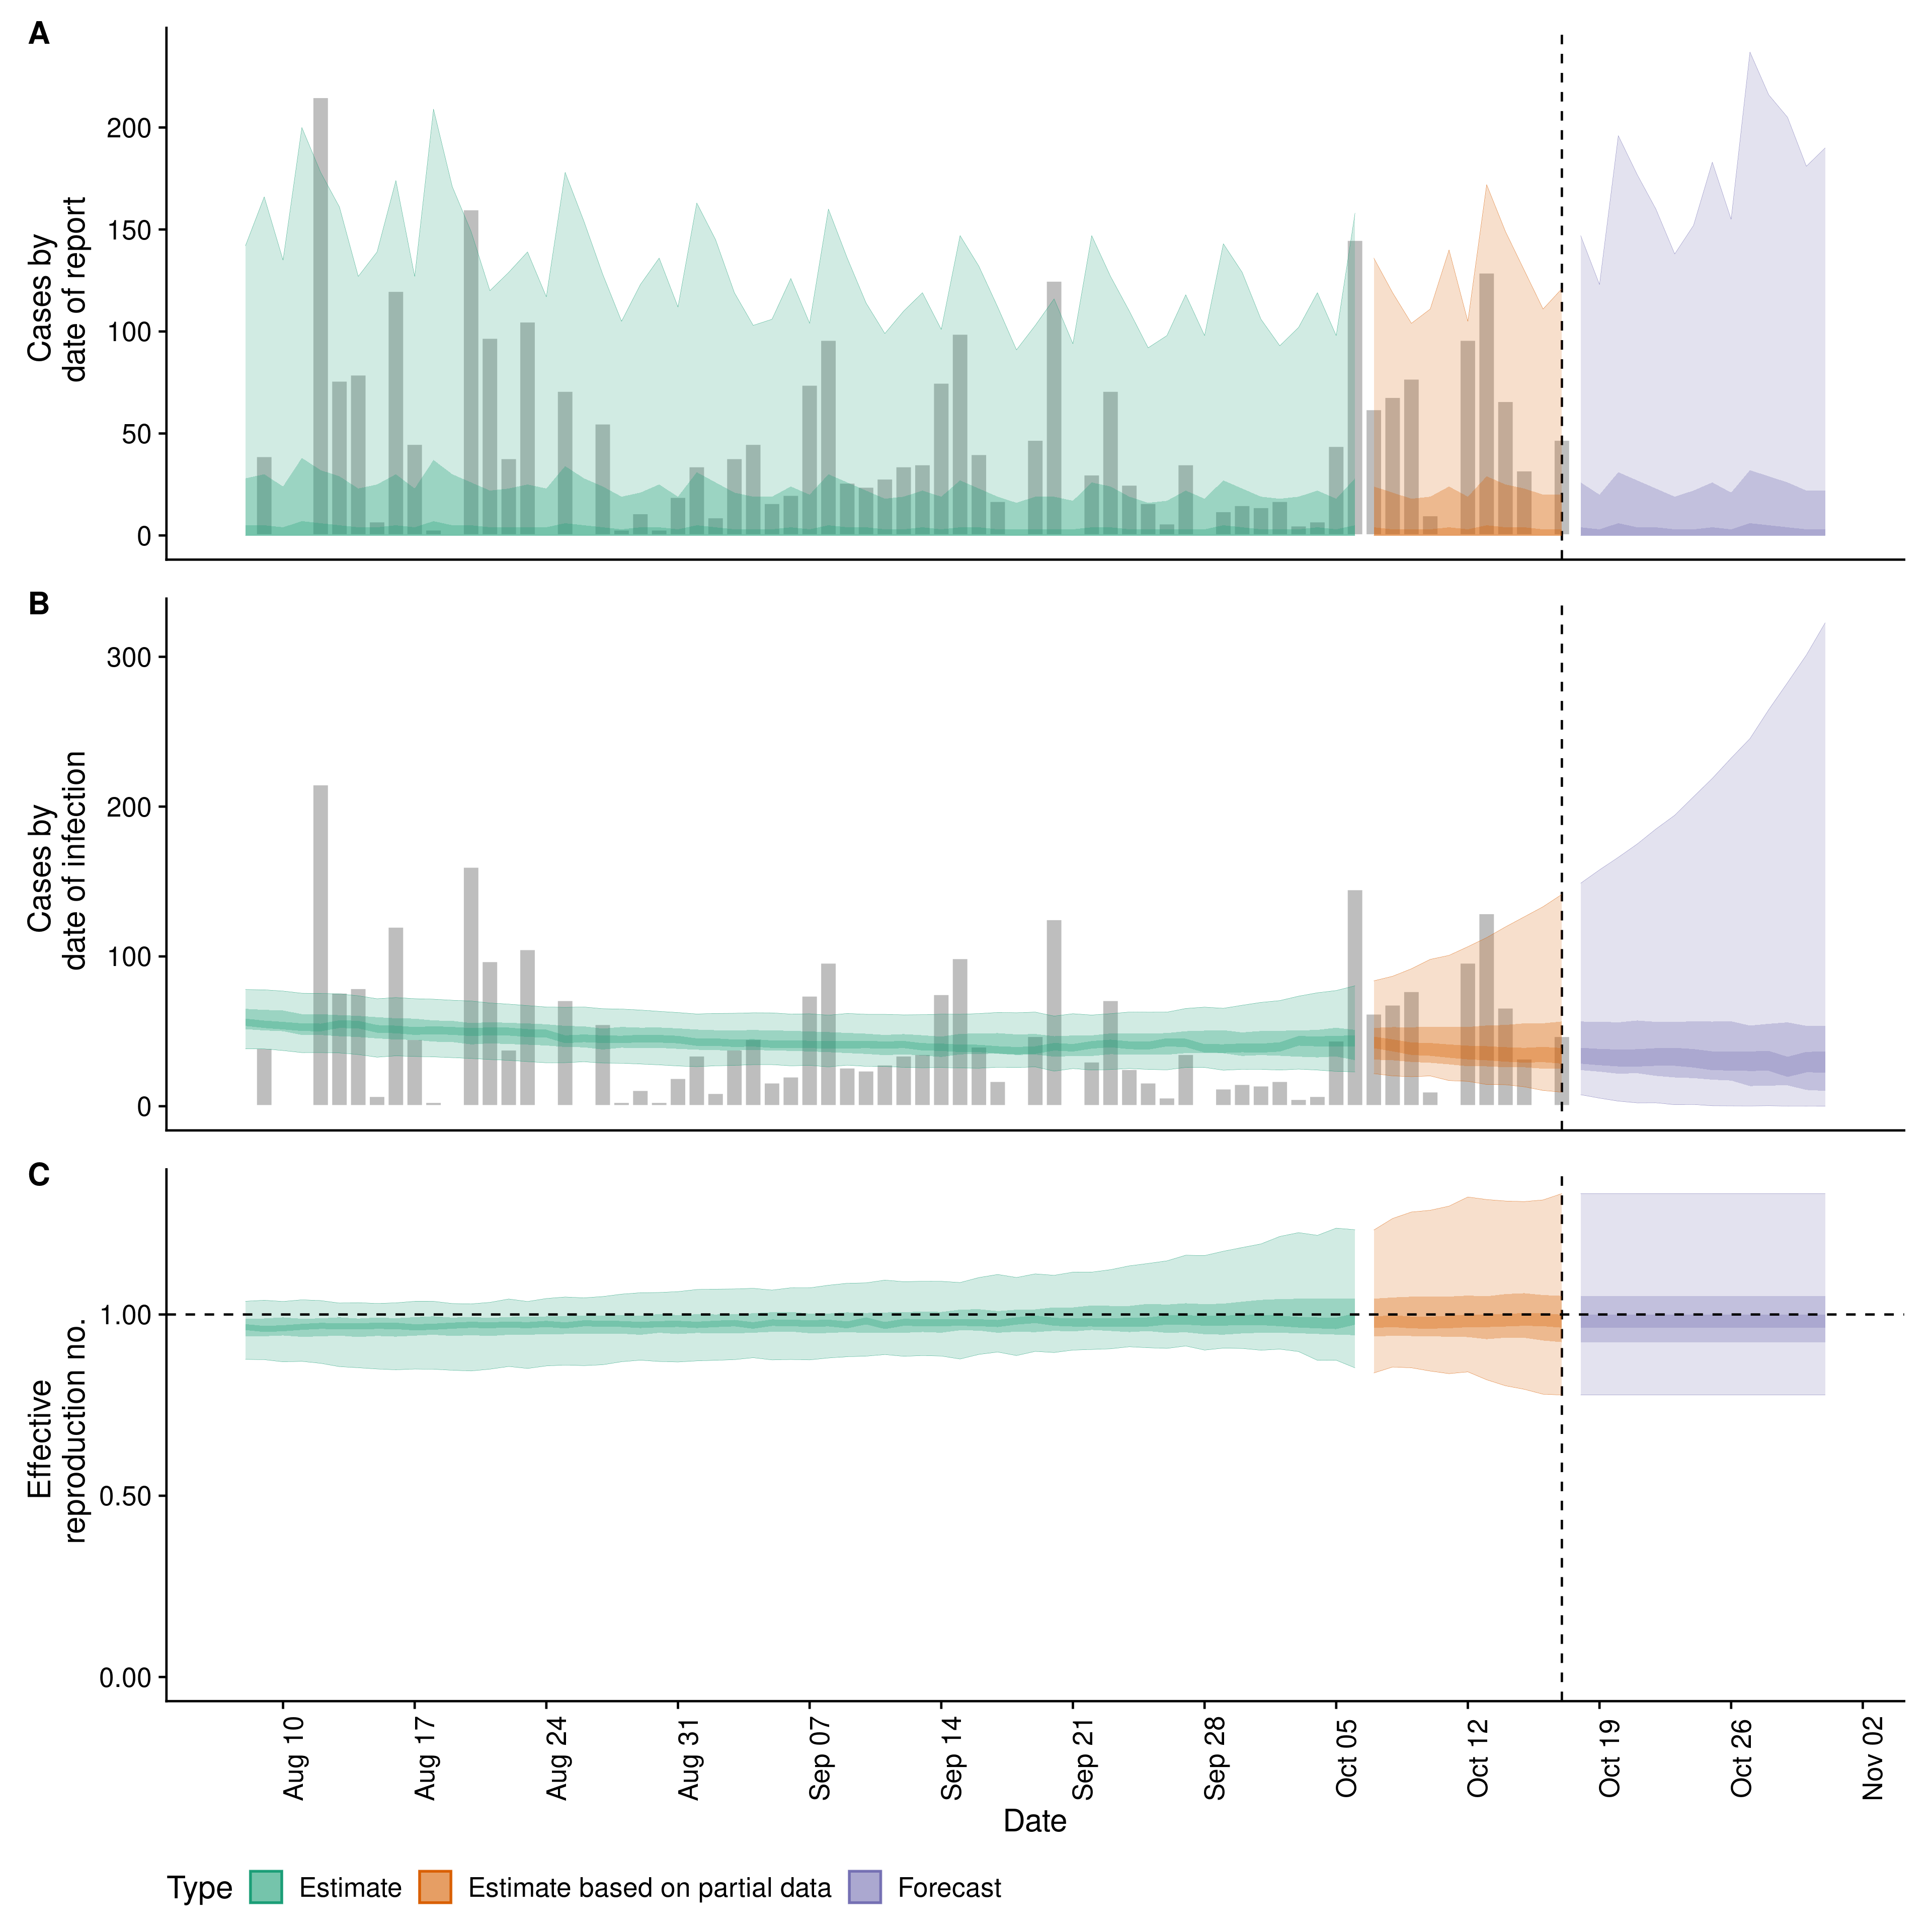 A
Cases by
date of report
200
150
100
50
0
B
Cases by
date of infection
300
200
100
0
C
Effective
reproduction no.
1.00
0.50
0.00
Aug 10
Aug 17
Aug 24
Aug 31
Sep 07
Sep 14
Sep 21
Sep 28
Oct 05
Oct 12
Oct 19
Oct 26
Nov 02
Date
Type Estimate Estimate based on partial data Forecast